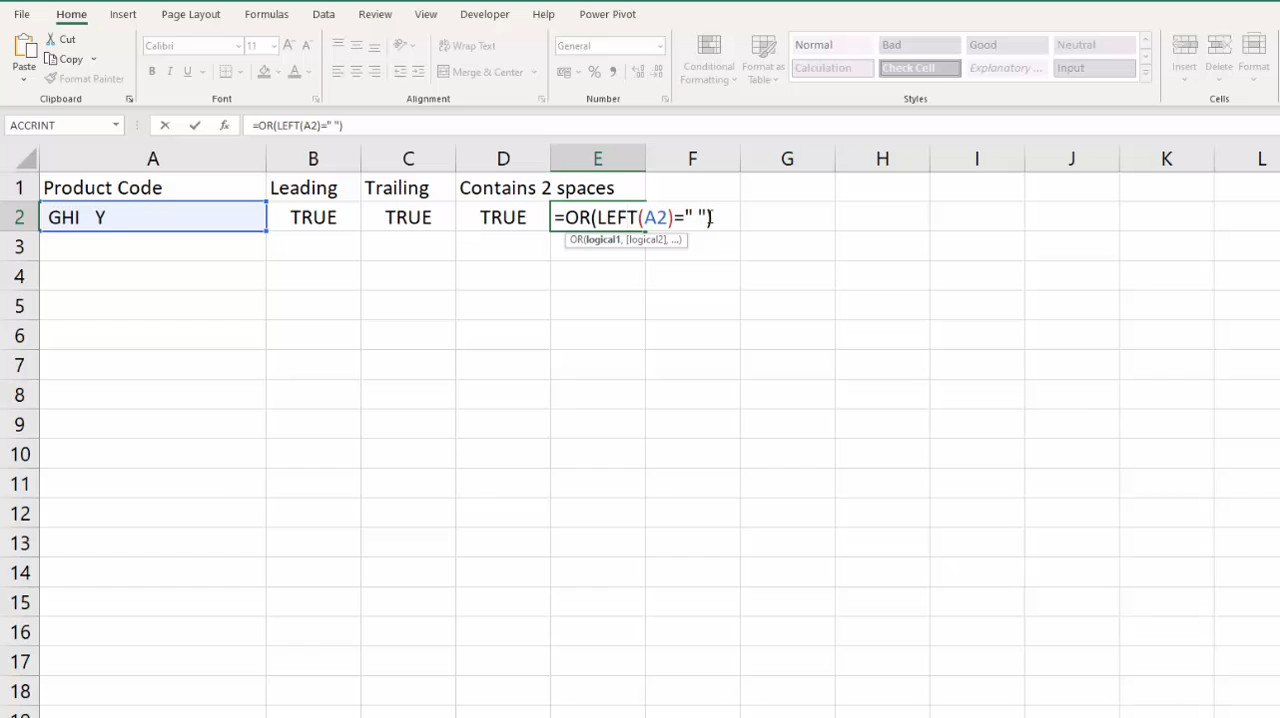 File Home Insert Page Layout Formulas Data Review View Developer Help Power Pivot
Paste
Cut
Copy
Format Painter
Clipboard
Calibri 11
B I U
Font
Wrap Text
Merge & Center
Alignment
General
Number
Conditional Formatting
Format as Table
Normal Bad Good Neutral
Calculation Check Cell Explanatory ... Input
Styles
Insert Delete Format
Cells
ACCRINT fx =OR(LEFT(A2)=" ")
A B C D E F G H I J K L
1 Product Code Leading Trailing Contains 2 spaces
2 GHI Y TRUE TRUE TRUE =OR(LEFT(A2)=" ")
OR(logical1, [logical2], ...)
3
4
5
6
7
8
9
10
11
12
13
14
15
16
17
18